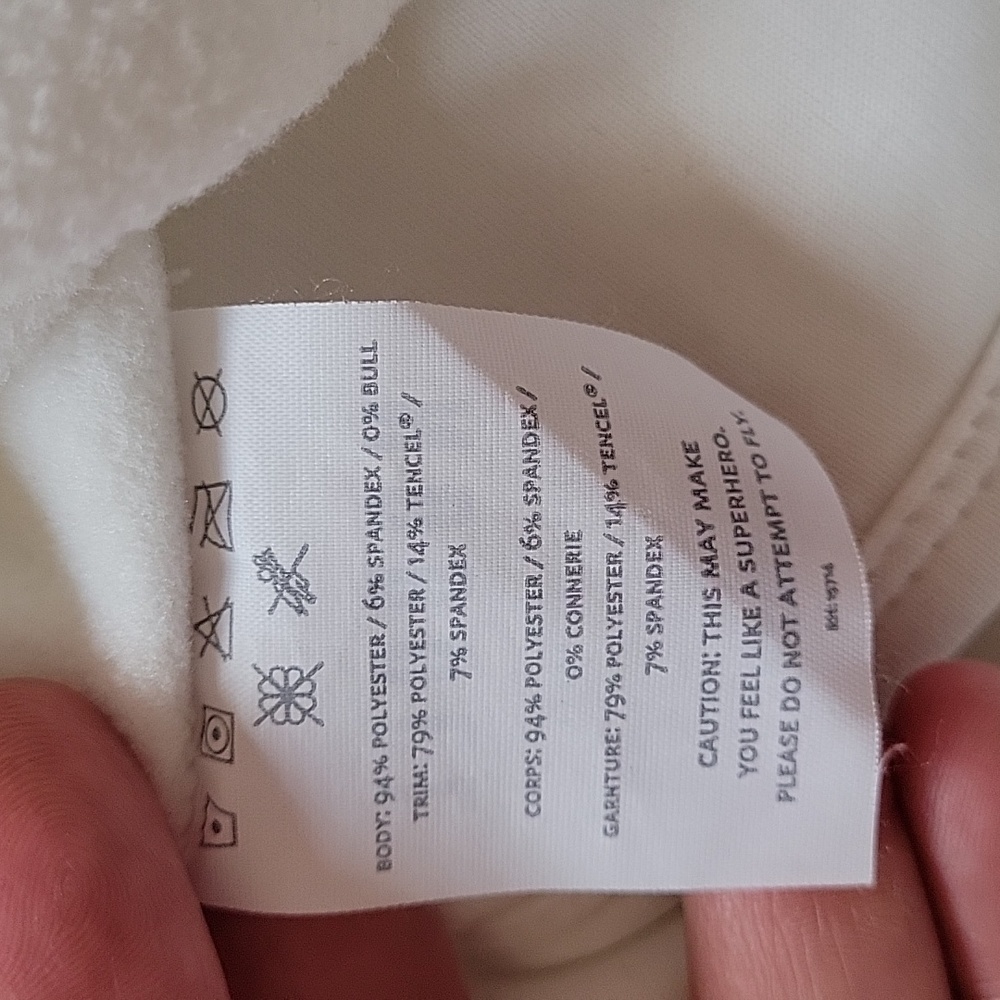 BODY: 94% POLYESTER / 6% SPANDEX / 0% BULL
TRIM: 79% POLYESTER / 14% TENCEL® /
7% SPANDEX
CORPS: 94% POLYESTER / 6% SPANDEX /
0% CONNERIE
GARNITURE: 79% POLYESTER / 14% TENCEL® /
7% SPANDEX
CAUTION: THIS MAY MAKE
YOU FEEL LIKE A SUPERHERO.
PLEASE DO NOT ATTEMPT TO FLY.